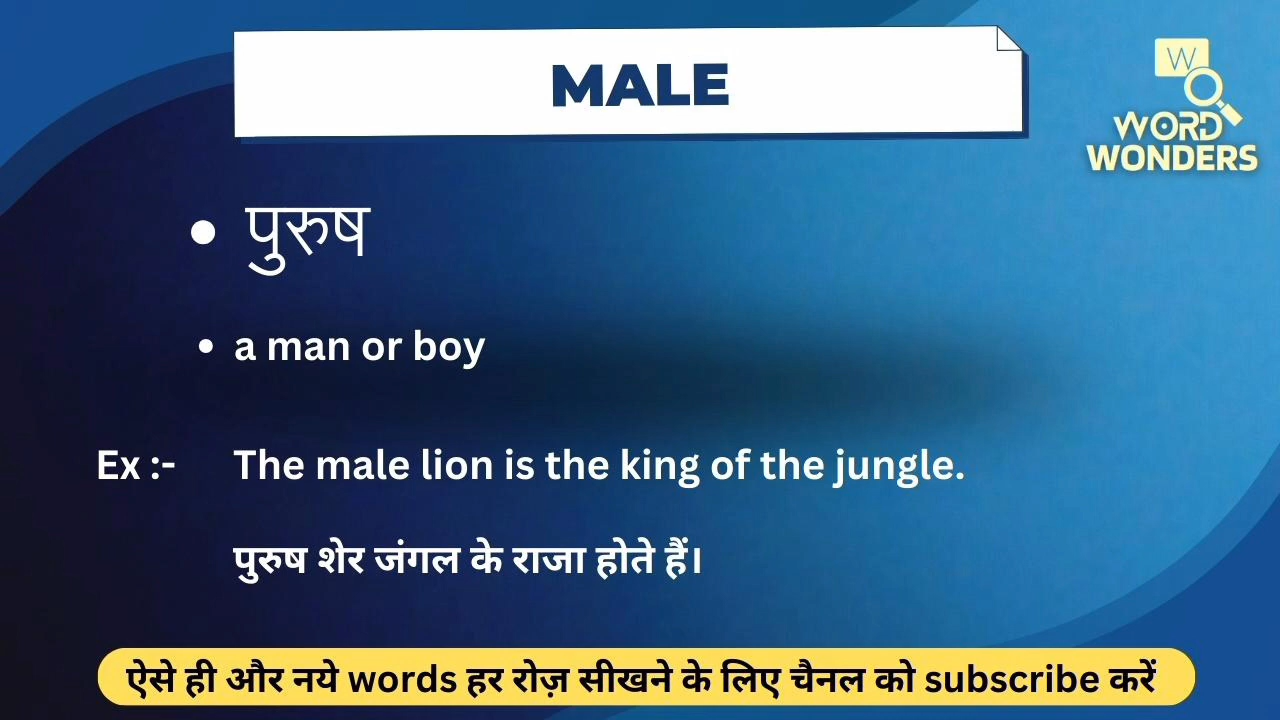 MALE
W
WORD
WONDERS
• पुरुष
• a man or boy
Ex :- The male lion is the king of the jungle.
पुरुष शेर जंगल के राजा होते हैं।
ऐसे ही और नये words हर रोज़ सीखने के लिए चैनल को subscribe करें